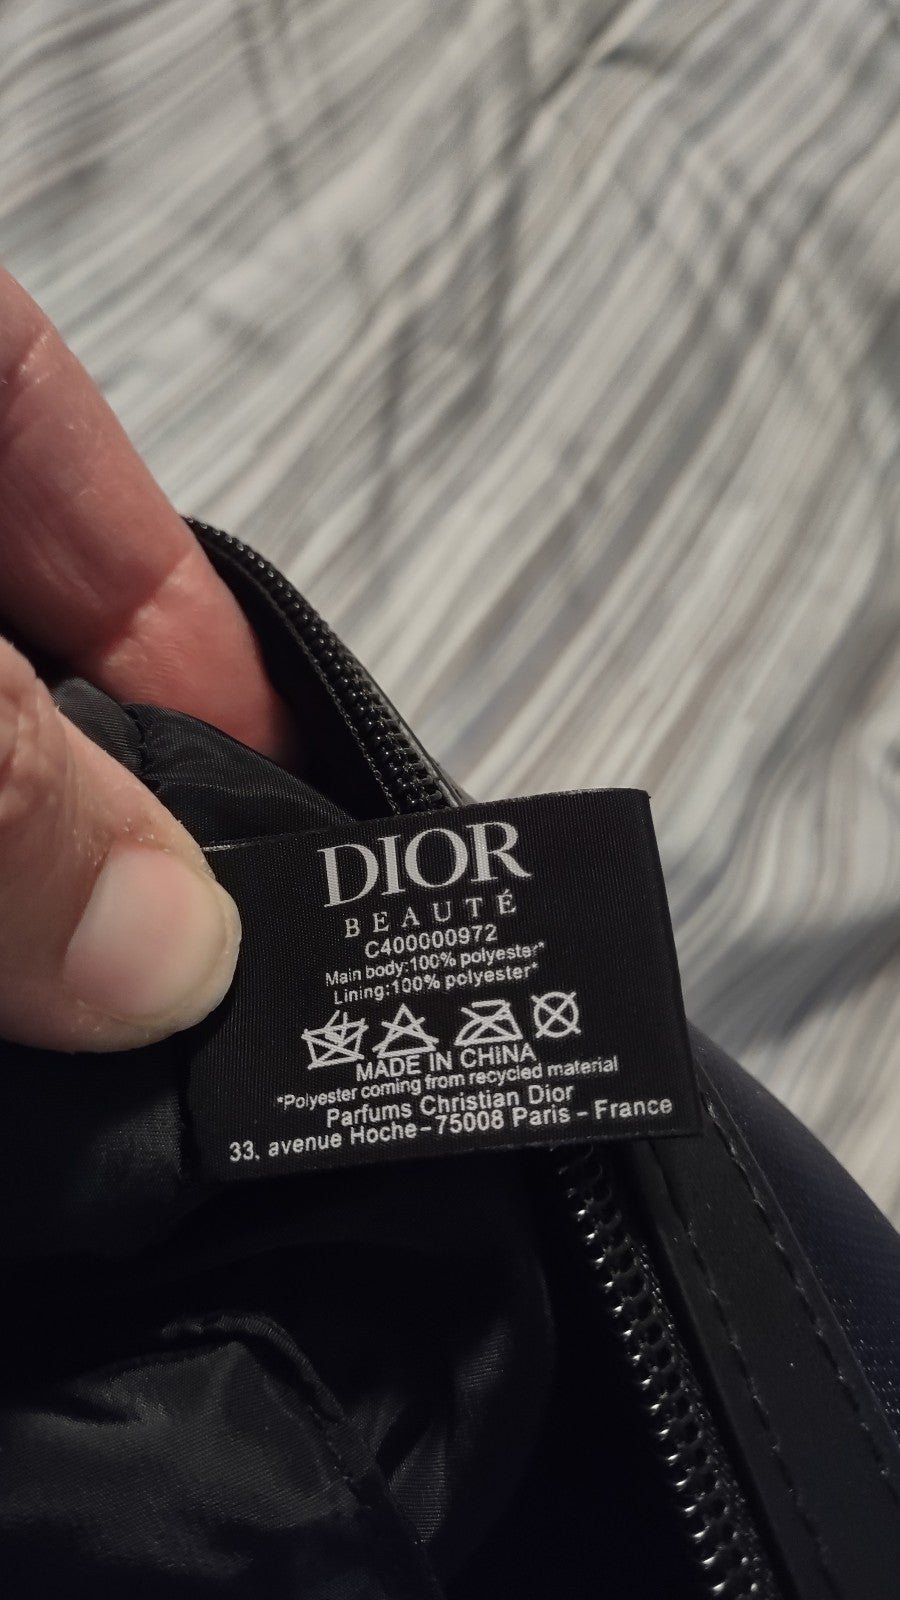 DIOR
BEAUTÉ
C400000972
Main body:100% polyester*
Lining:100% polyester*
MADE IN CHINA
*Polyester coming from recycled material
Parfums Christian Dior
33, avenue Hoche-75008 Paris - France